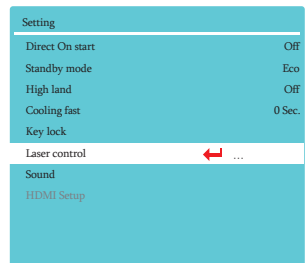 Setting
Direct On start Off
Standby mode Eco
High land Off
Cooling fast 0 Sec.
Key lock
Laser control ...
Sound
HDMI Setup